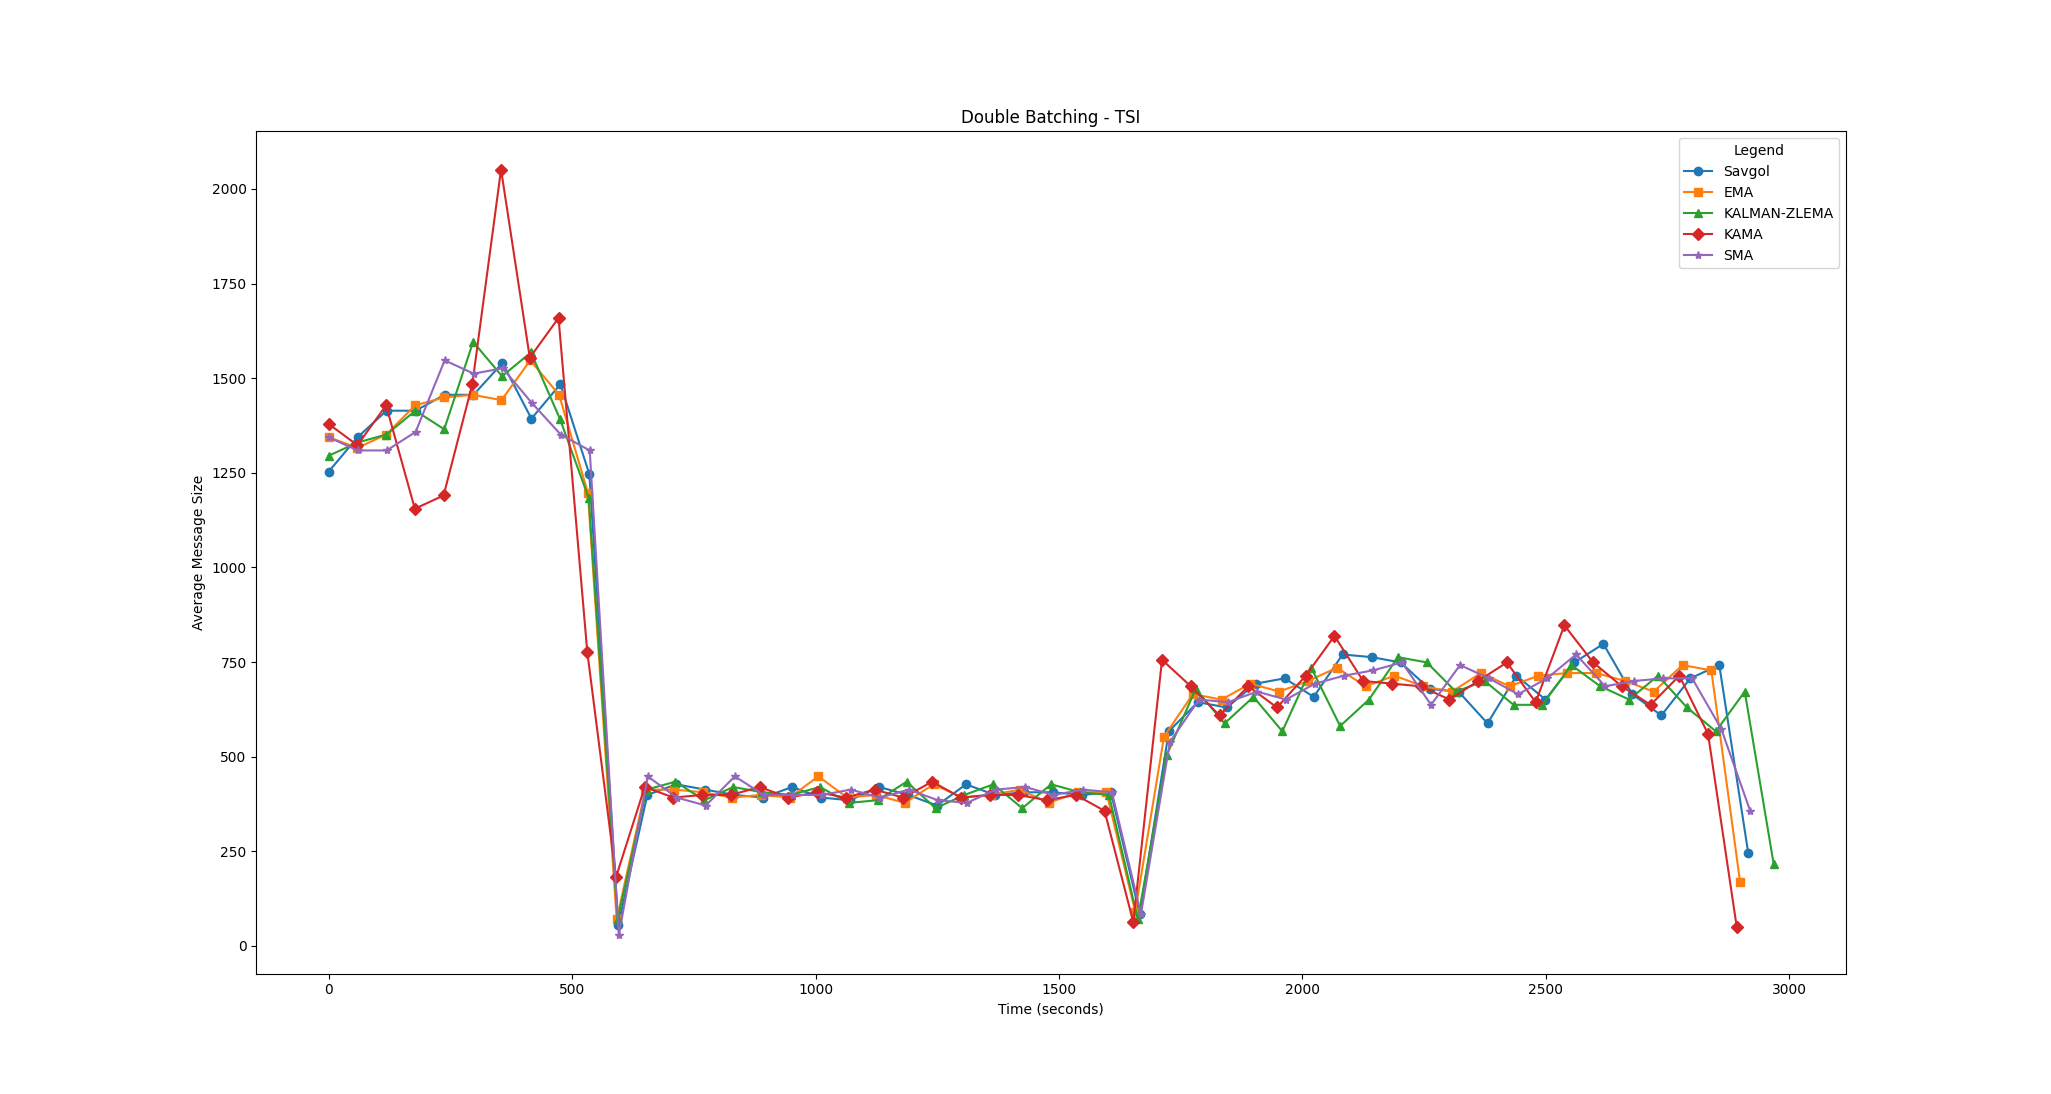 Double Batching - TSI
Legend
Savgol
EMA
KALMAN-ZLEMA
KAMA
SMA
Average Message Size
2000
1750
1500
1250
1000
750
500
250
0
0 500 1000 1500 2000 2500 3000
Time (seconds)